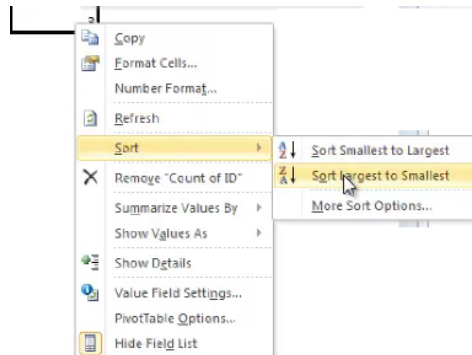 Copy
Format Cells...
Number Format...
Refresh
Sort
Sort Smallest to Largest
Remove "Count of ID"
Sort Largest to Smallest
Summarize Values By
More Sort Options...
Show Values As
Show Details
Value Field Settings...
PivotTable Options...
Hide Field List